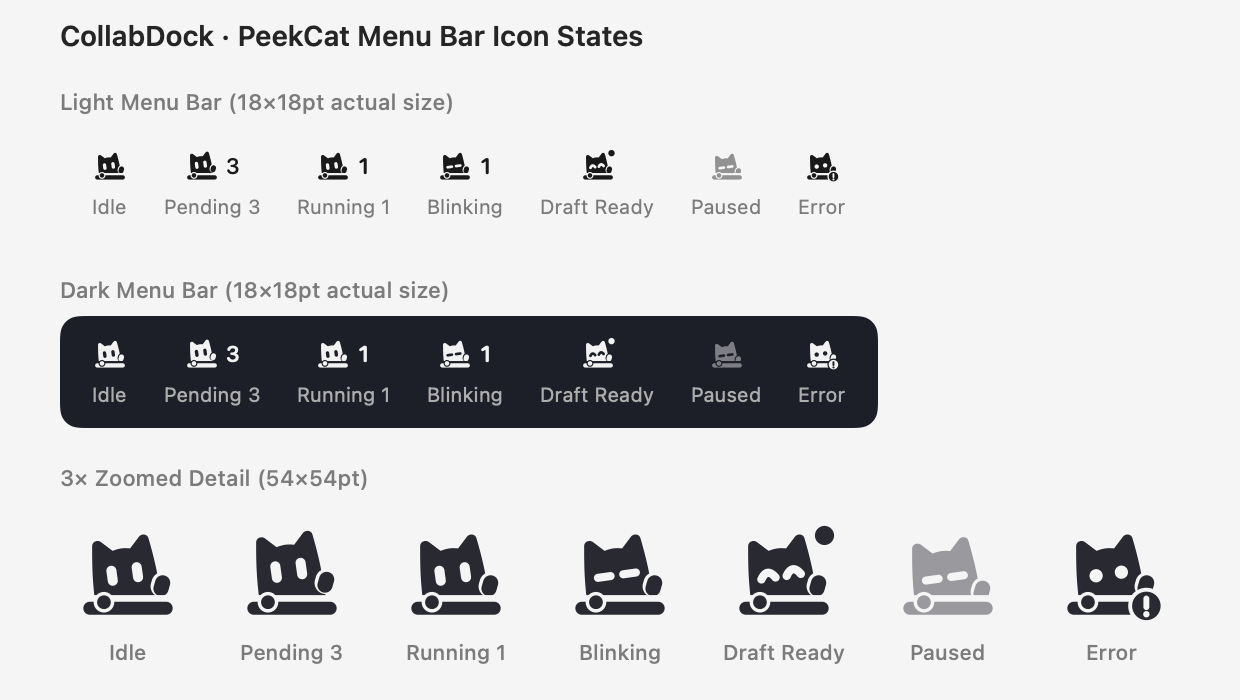 CollabDock · PeekCat Menu Bar Icon States
Light Menu Bar (18×18pt actual size)
3 1 1
Idle Pending 3 Running 1 Blinking Draft Ready Paused Error
Dark Menu Bar (18×18pt actual size)
3 1 1
Idle Pending 3 Running 1 Blinking Draft Ready Paused Error
3× Zoomed Detail (54×54pt)
!
Idle Pending 3 Running 1 Blinking Draft Ready Paused Error